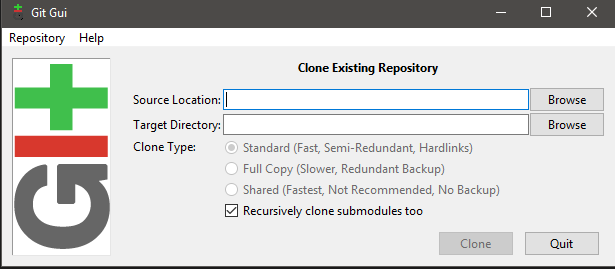 Git Gui
Repository Help
Clone Existing Repository
Source Location: Browse
Target Directory: Browse
Clone Type: Standard (Fast, Semi-Redundant, Hardlinks)
Full Copy (Slower, Redundant Backup)
Shared (Fastest, Not Recommended, No Backup)
Recursively clone submodules too
Clone Quit
GIT